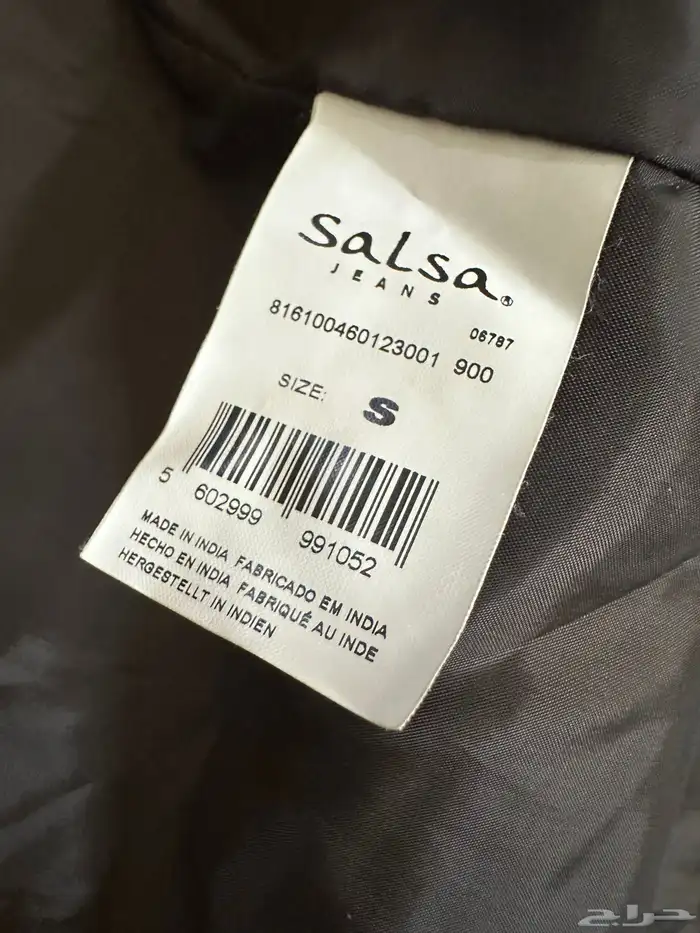 salsa®
JEANS
06787
816100460123001 900
SIZE: S
5 602999 991052
MADE IN INDIA FABRICADO EM INDIA
HECHO EN INDIA FABRIQUÉ AU INDE
HERGESTELLT IN INDIEN
حراج